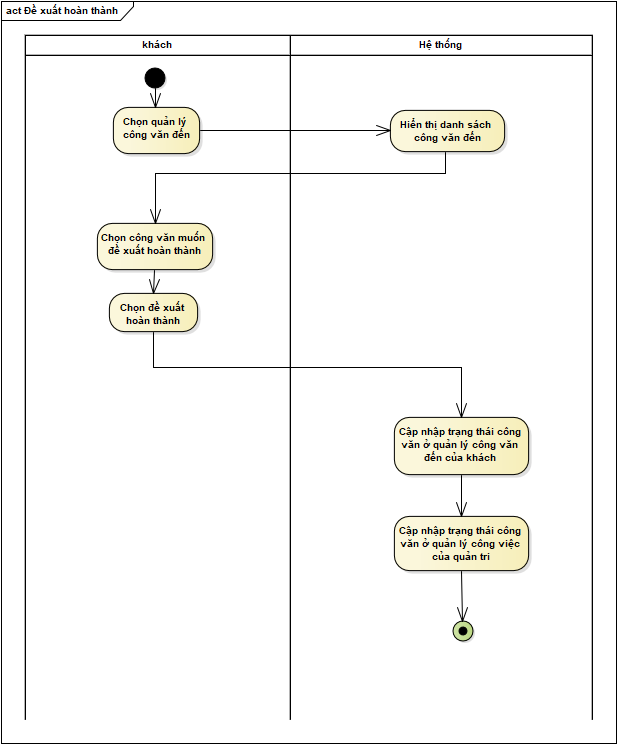 act Đề xuất hoàn thành
khách
Hệ thống
Chọn quản lý
công văn đến
Hiển thị danh sách
công văn đến
Chọn công văn muốn
đề xuất hoàn thành
Chọn đề xuất
hoàn thành
Cập nhập trạng thái công
văn ở quản lý công văn
đến của khách
Cập nhập trạng thái công
văn ở quản lý công việc
của quản tri